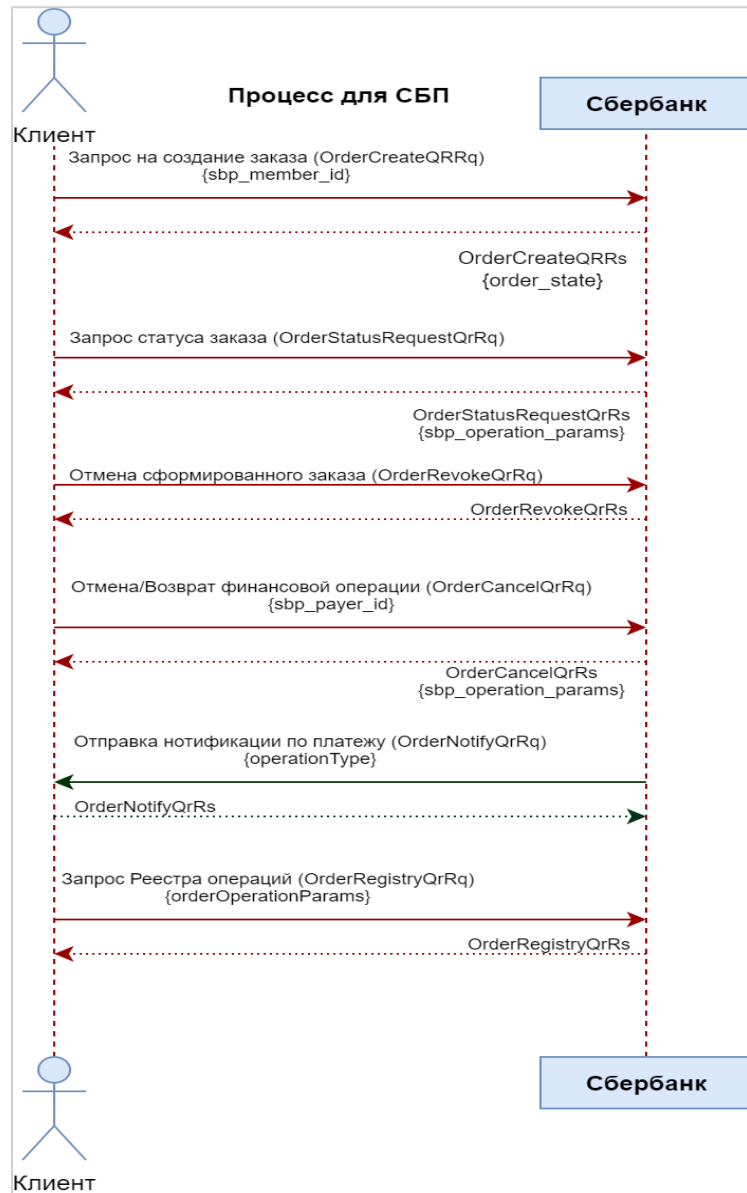 Процесс для СБП
Сбербанк
Клиент
Запрос на создание заказа (OrderCreateQRRq)
{sbp_member_id}
OrderCreateQRRs
{order_state}
Запрос статуса заказа (OrderStatusRequestQrRq)
OrderStatusRequestQrRs
{sbp_operation_params}
Отмена сформированного заказа (OrderRevokeQrRq)
OrderRevokeQrRs
Отмена/Возврат финансовой операции (OrderCancelQrRq)
{sbp_payer_id}
OrderCancelQrRs
{sbp_operation_params}
Отправка нотификации по платежу (OrderNotifyQrRq)
{operationType}
OrderNotifyQrRs
Запрос Реестра операций (OrderRegistryQrRq)
{orderOperationParams}
OrderRegistryQrRs
Сбербанк
Клиент